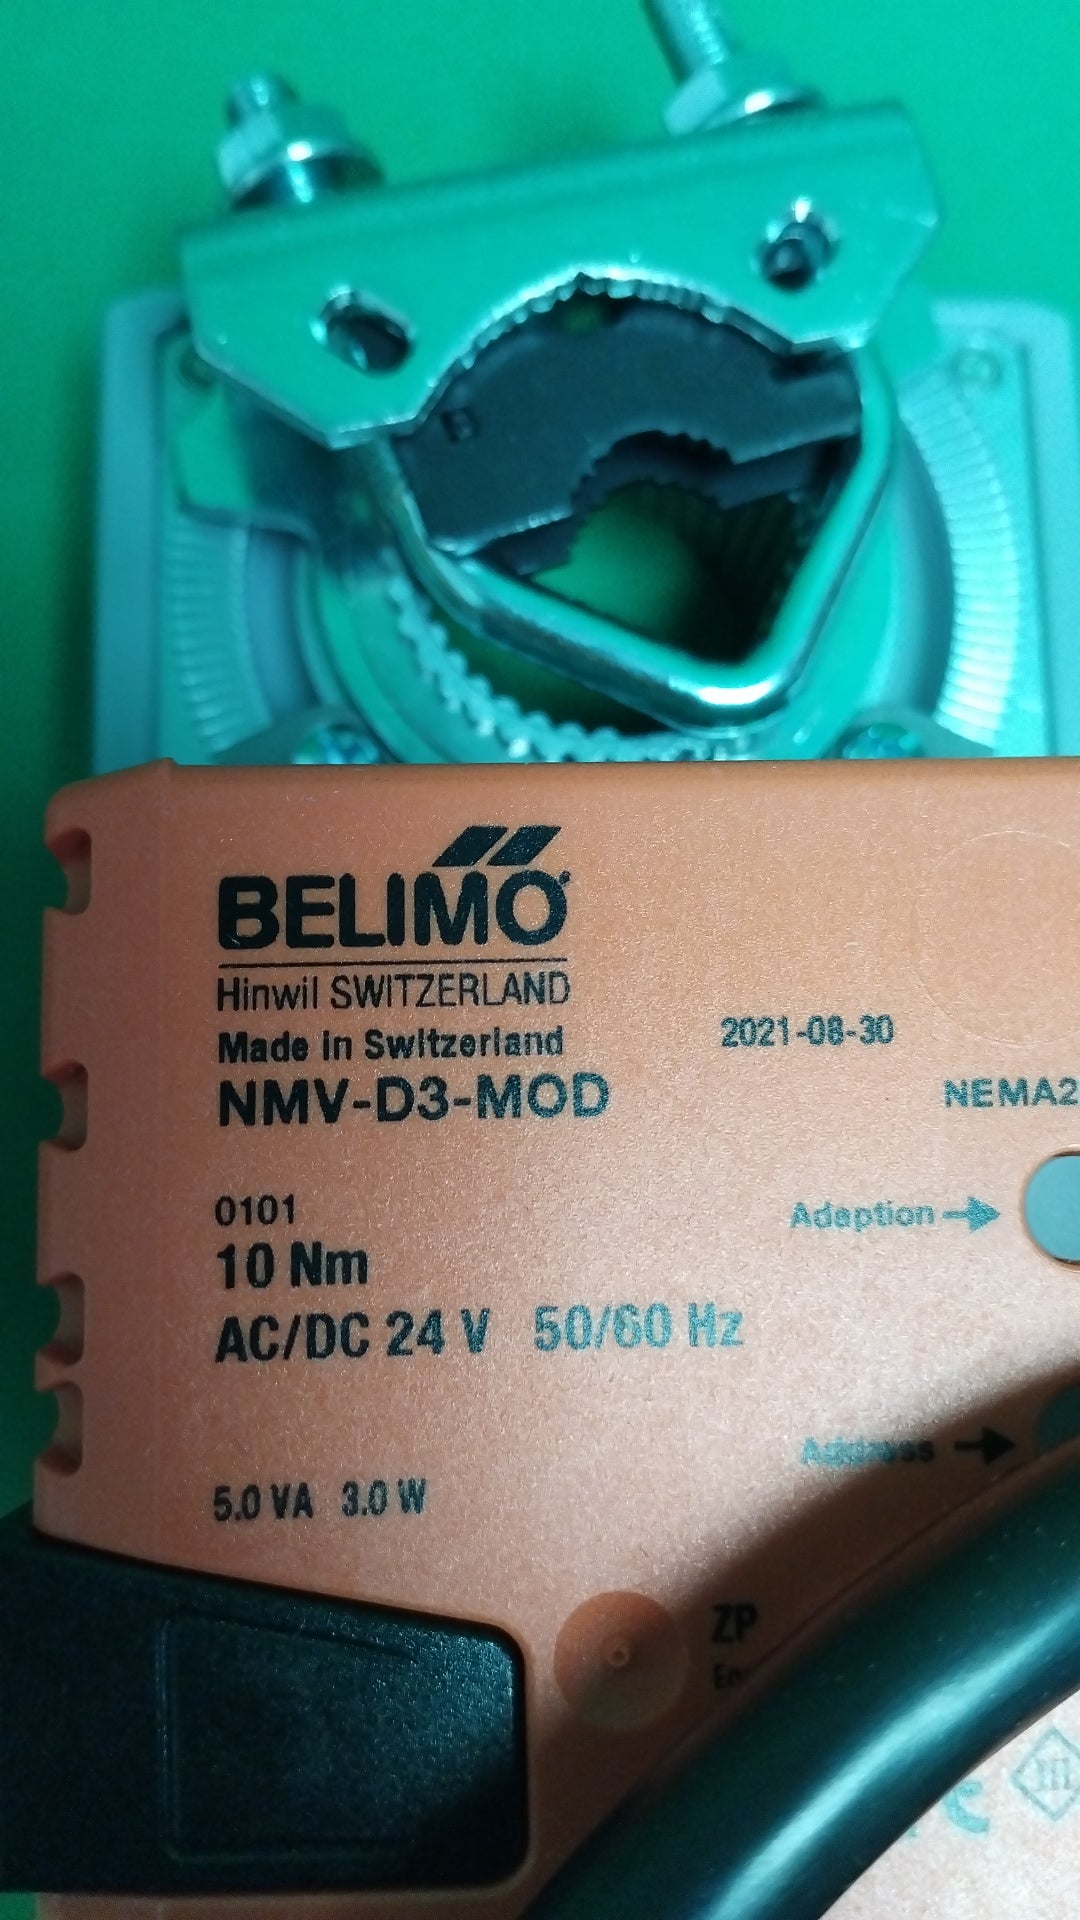 BELIMO
Hinwil SWITZERLAND
Made in Switzerland
2021-08-30
NMV-D3-MOD
NEMA2
0101
Adaption
10 Nm
AC/DC 24 V 50/60 Hz
Address
5.0 VA 3.0 W
ZP